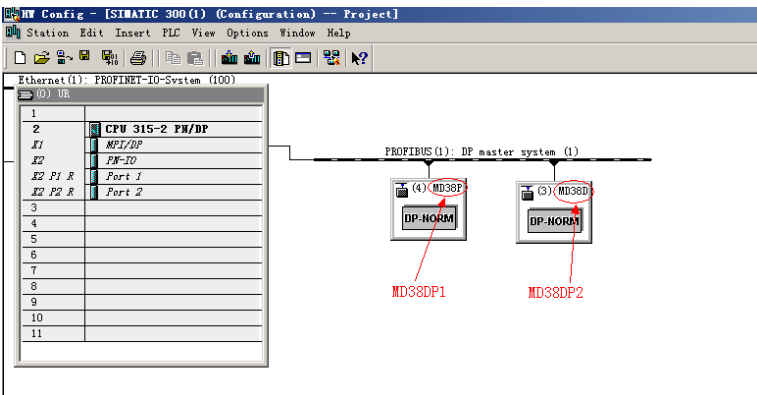 HW Config - [SIMATIC 300(1) (Configuration) -- Project]
Station Edit Insert PLC View Options Window Help
Ethernet(1): PROFINET-IO-System (100)
(0) UR
1
2 CPU 315-2 PN/DP
X1 MPI/DP
X2 PN-IO
X2 P1 R Port 1
X2 P2 R Port 2
3
4
5
6
7
8
9
10
11
PROFIBUS(1): DP master system (1)
(4) MD38P
DP-NORM
(3) MD38D
DP-NORM
MD38DP1
MD38DP2